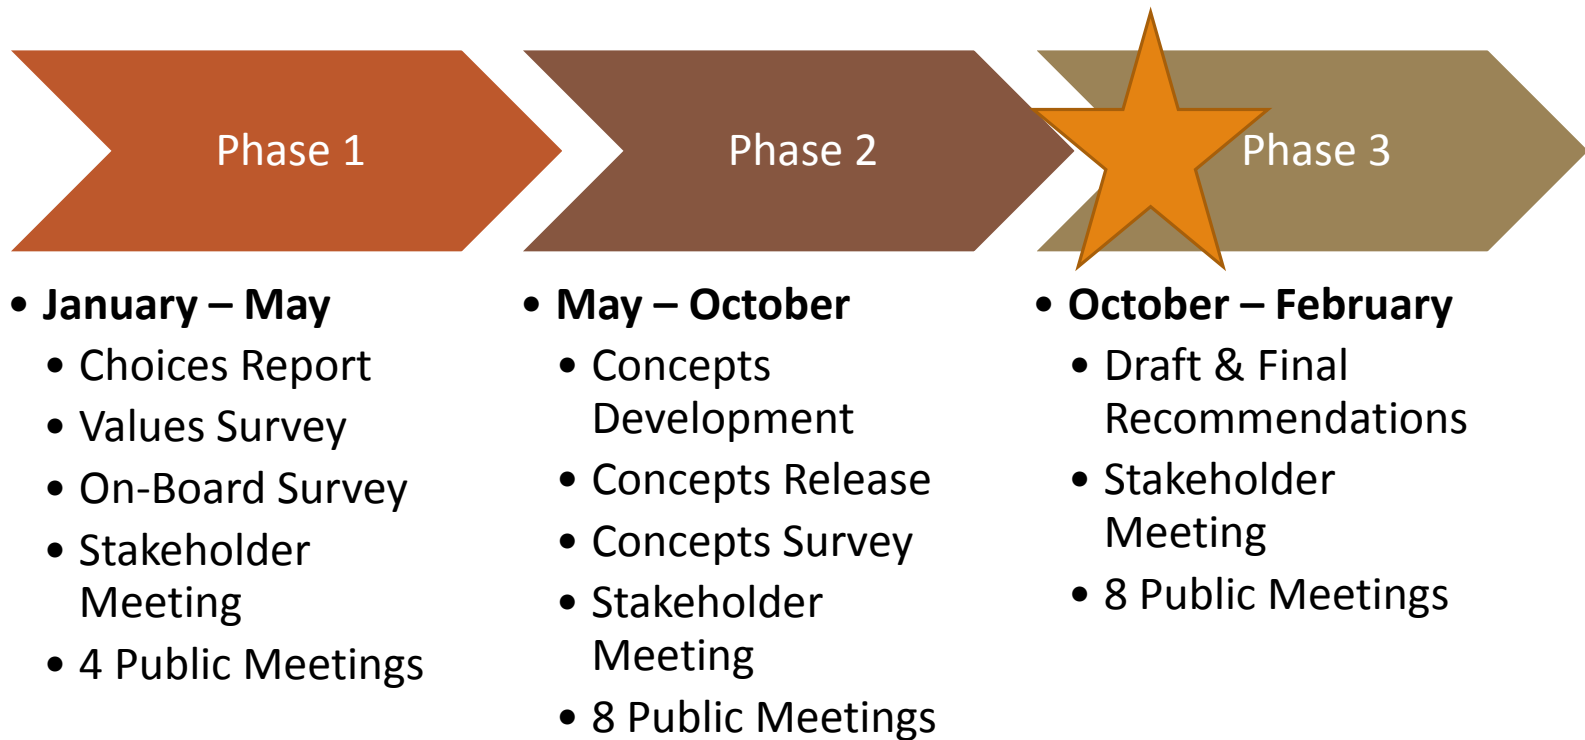 Phase 1
• January – May
• Choices Report
• Values Survey
• On-Board Survey
• Stakeholder
Meeting
• 4 Public Meetings
Phase 2
• May – October
• Concepts
Development
• Concepts Release
• Concepts Survey
• Stakeholder
Meeting
• 8 Public Meetings
Phase 3
• October – February
• Draft & Final
Recommendations
• Stakeholder
Meeting
• 8 Public Meetings